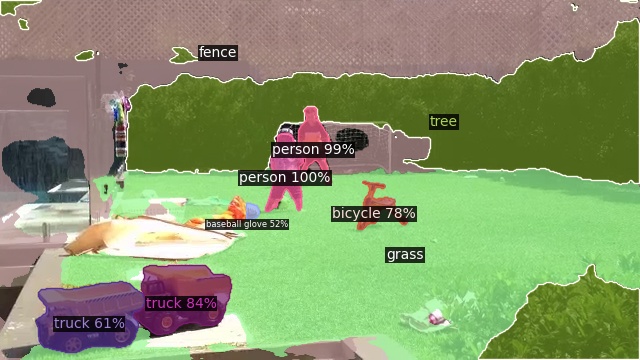 fence
tree
person 99%
person 100%
bicycle 78%
baseball glove 52%
grass
truck 84%
truck 61%